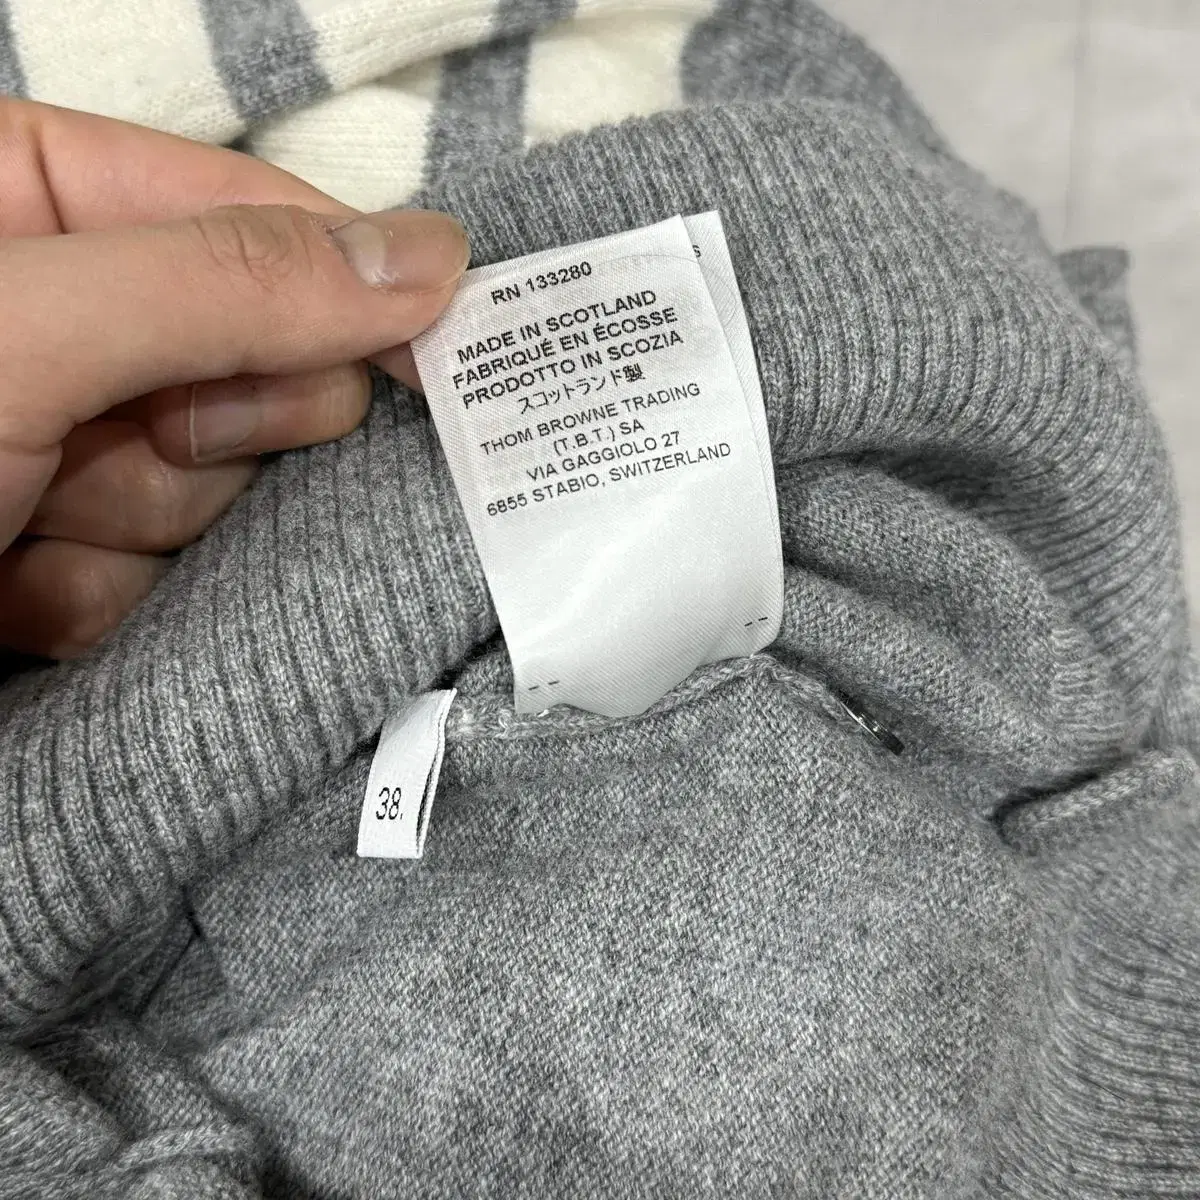 RN 133280
MADE IN SCOTLAND
FABRIQUÉ EN ÉCOSSE
PRODOTTO IN SCOZIA
スコットランド製
THOM BROWNE TRADING
(T.B.T.) SA
VIA GAGGIOLO 27
6855 STABIO, SWITZERLAND
38.